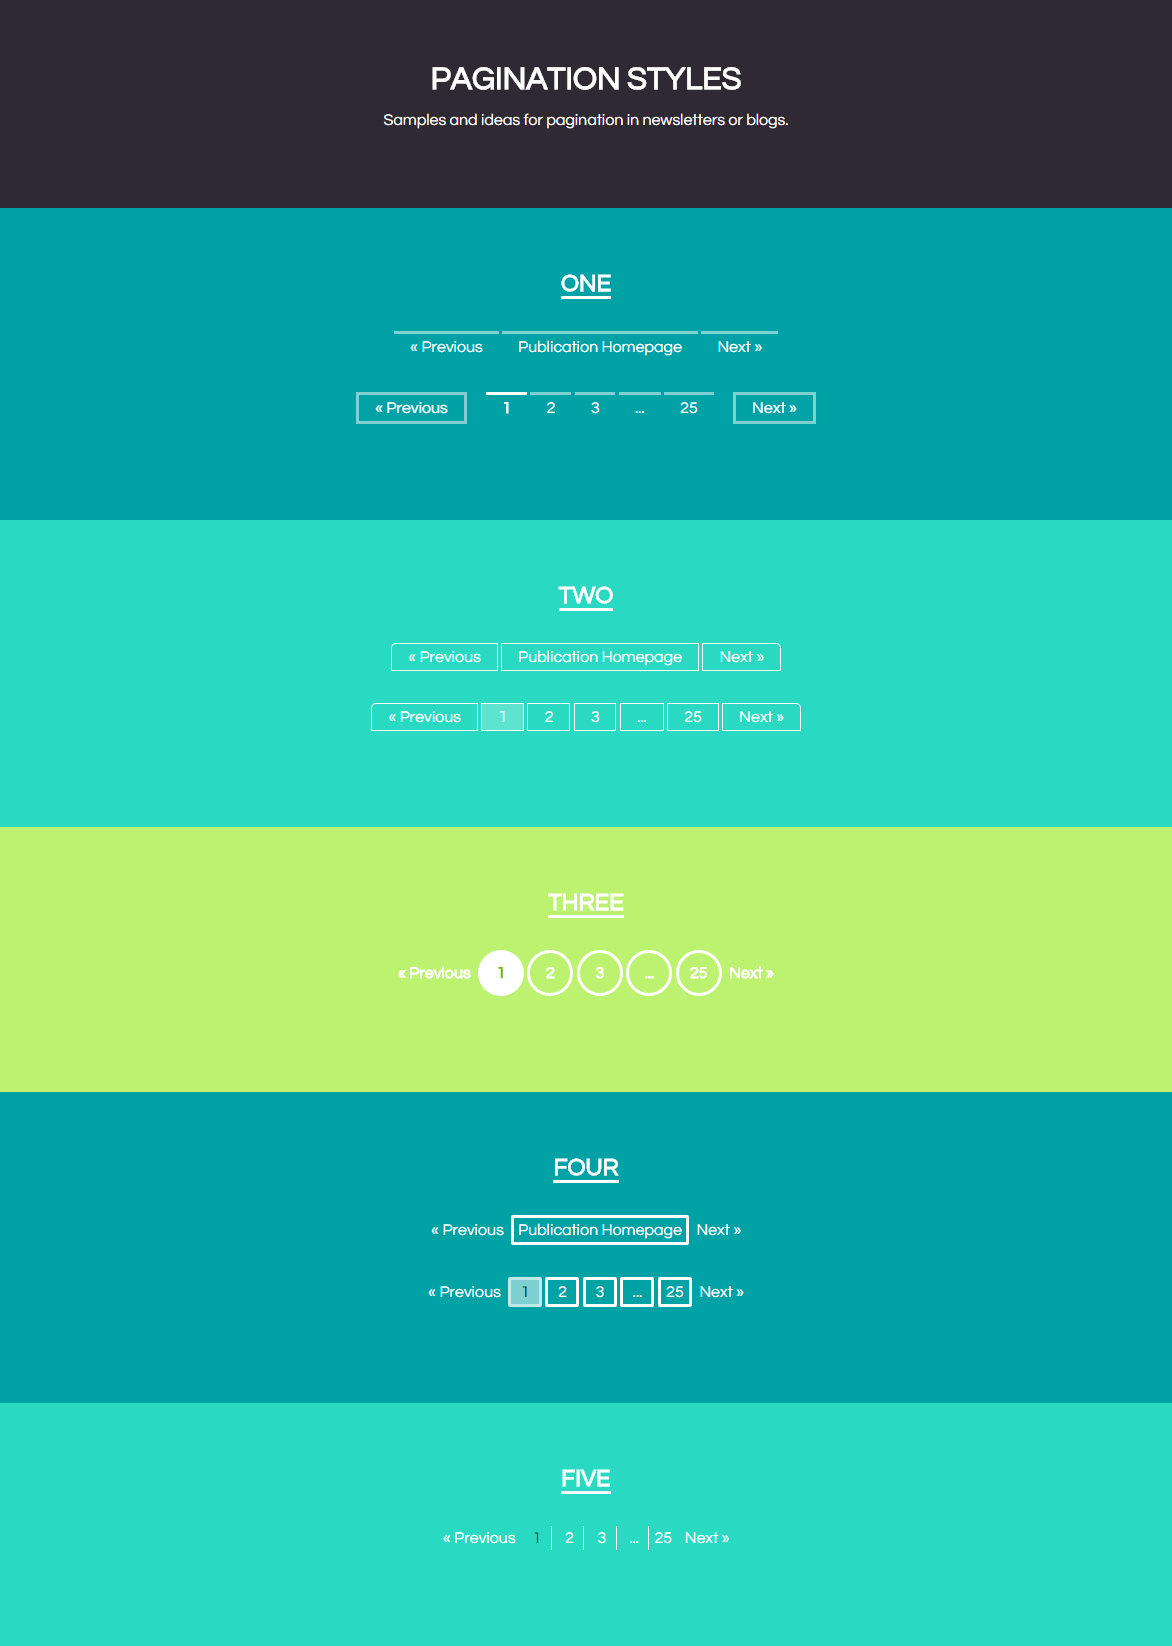 PAGINATION STYLES
Samples and ideas for pagination in newsletters or blogs.
ONE
« Previous Publication Homepage Next »
« Previous 1 2 3 ... 25 Next »
TWO
« Previous Publication Homepage Next »
« Previous 1 2 3 ... 25 Next »
THREE
« Previous 1 2 3 ... 25 Next »
FOUR
« Previous Publication Homepage Next »
« Previous 1 2 3 ... 25 Next »
FIVE
« Previous 1 2 3 ... 25 Next »